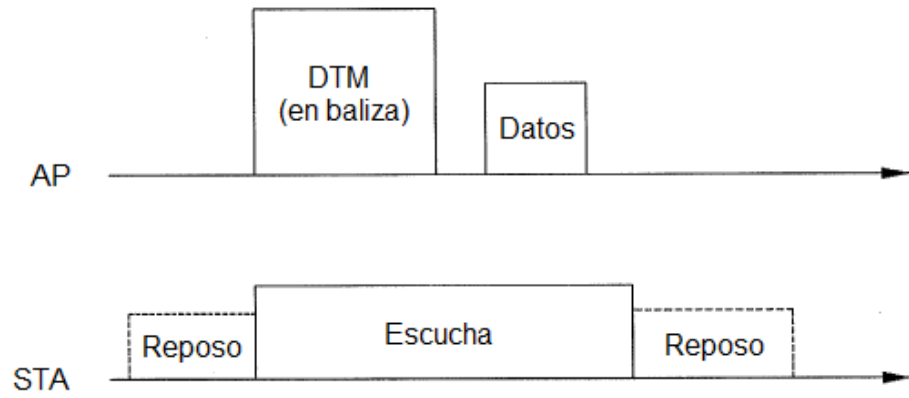 DTM
(en baliza)
Datos
AP
Reposo
Escucha
Reposo
STA